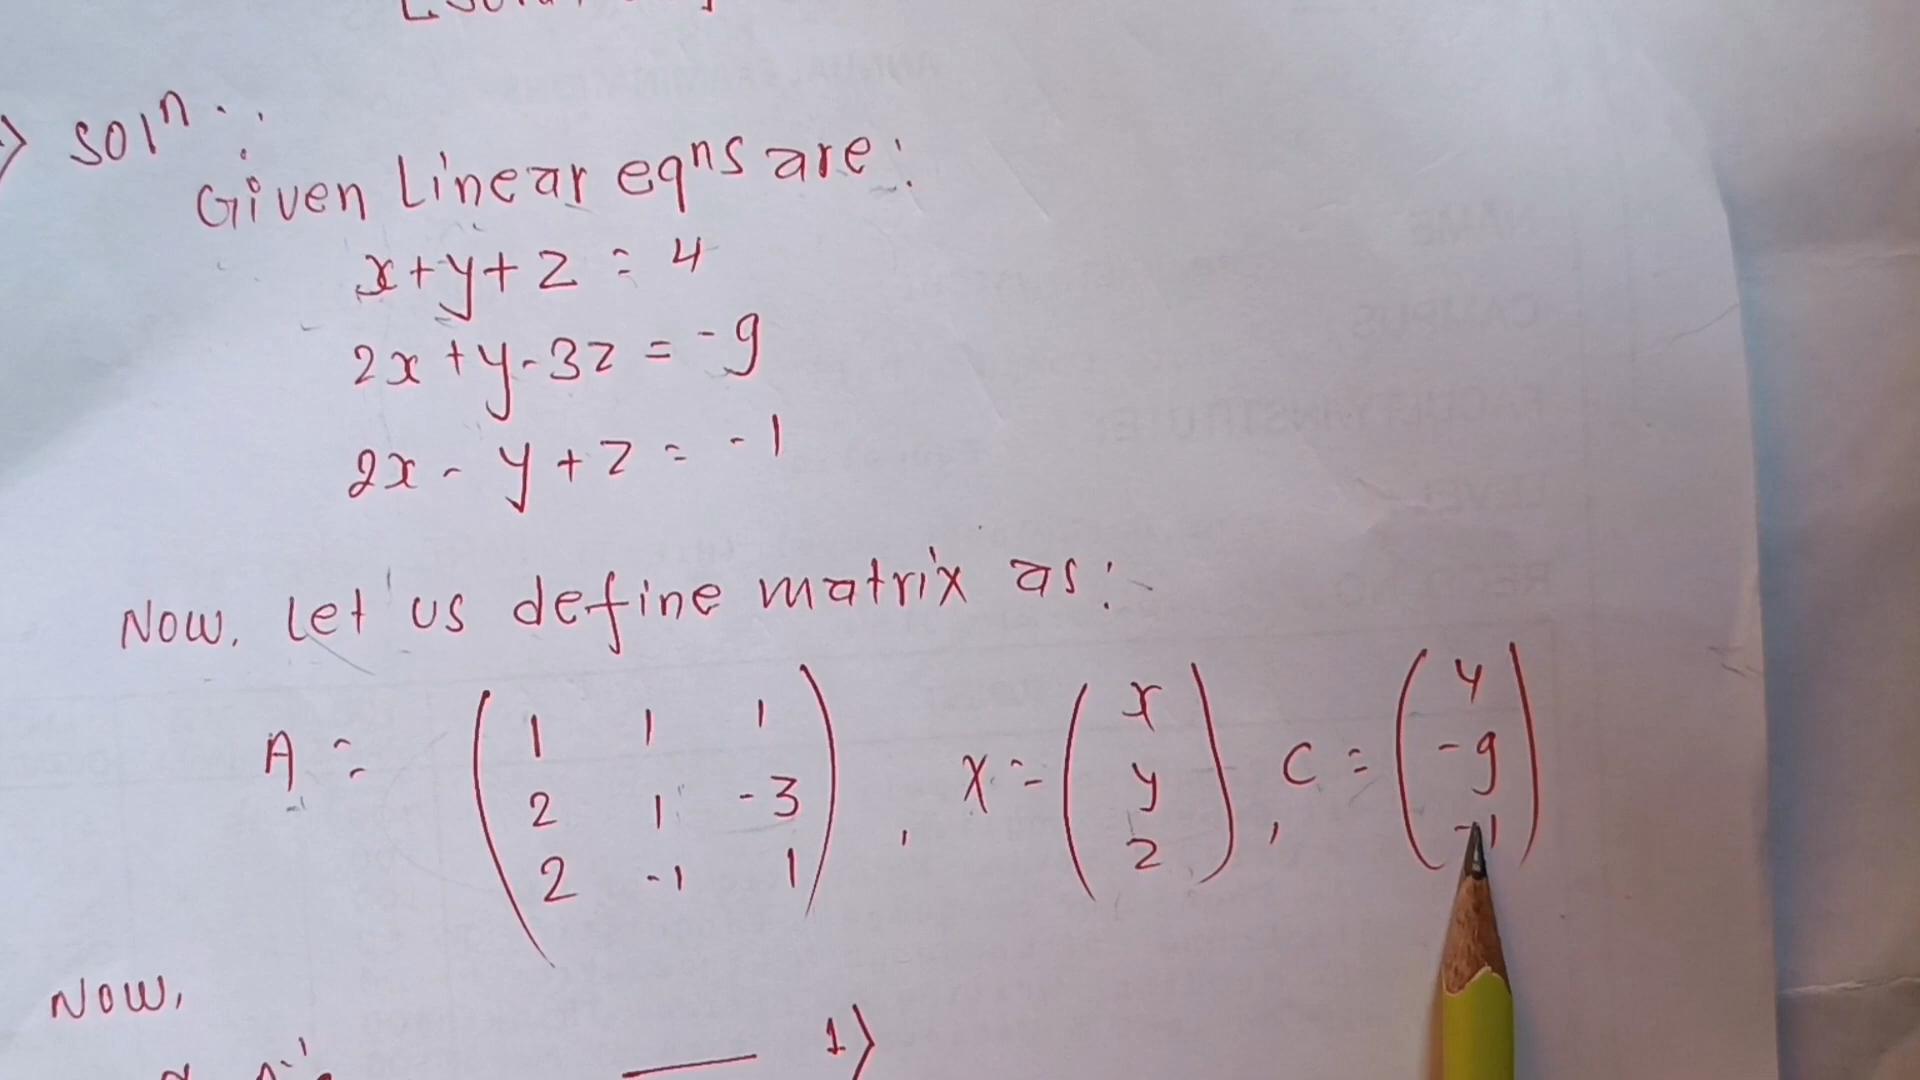 Solⁿ:
Given Linear eqns are:
x+y+z = 4
2x+y-3z = -9
2x-y+z = -1
Now, Let us define matrix as:
A = (1 1 1
2 1 -3
2 -1 1), X = (x
y
z), C = (4
-9
-1)
Now,
1)